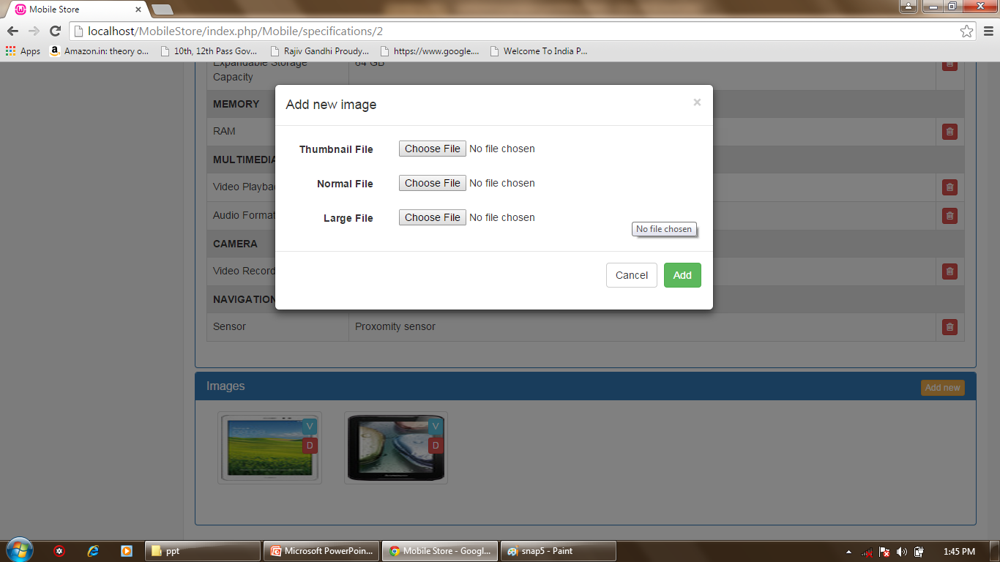 Mobile Store
localhost/MobileStore/index.php/Mobile/specifications/2
Apps Amazon.in: theory o... 10th, 12th Pass Gov... Rajiv Gandhi Proudy... https://www.google.... Welcome To India P...
Expandable Storage 64 GB
Capacity
Add new image ×
MEMORY
RAM
Thumbnail File Choose File No file chosen
MULTIMEDIA
Normal File Choose File No file chosen
Video Playba
Audio Format
Large File Choose File No file chosen
No file chosen
CAMERA
Video Record
Cancel Add
NAVIGATION
Sensor Proxomity sensor
Images Add new
V V
D D
ppt Microsoft PowerPoin... Mobile Store - Googl... snap5 - Paint 1:45 PM